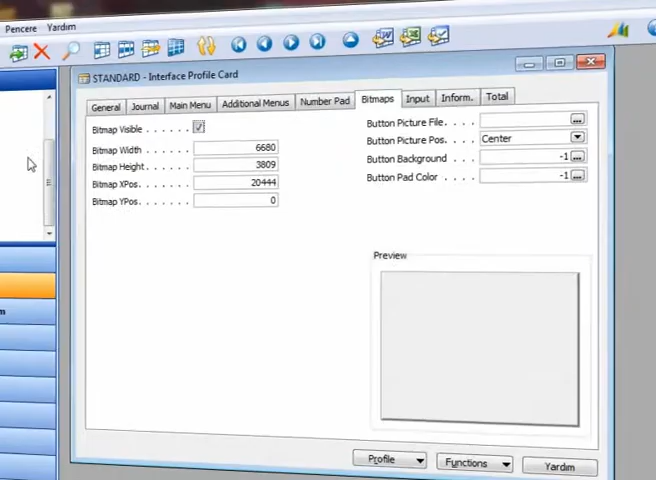 Pencere Yardım
STANDARD - Interface Profile Card
General Journal Main Menu Additional Menus Number Pad Bitmaps Input Inform. Total
Bitmap Visible . . . . . .
Bitmap Width . . . . . . 6680
Bitmap Height . . . . . . 3809
Bitmap XPos. . . . . . . 20444
Bitmap YPos. . . . . . . 0
Button Picture File. . . . . ...
Button Picture Pos. . . . . Center
Button Background . . . . -1 ...
Button Pad Color . . . . -1 ...
Preview
Profile Functions Yardım